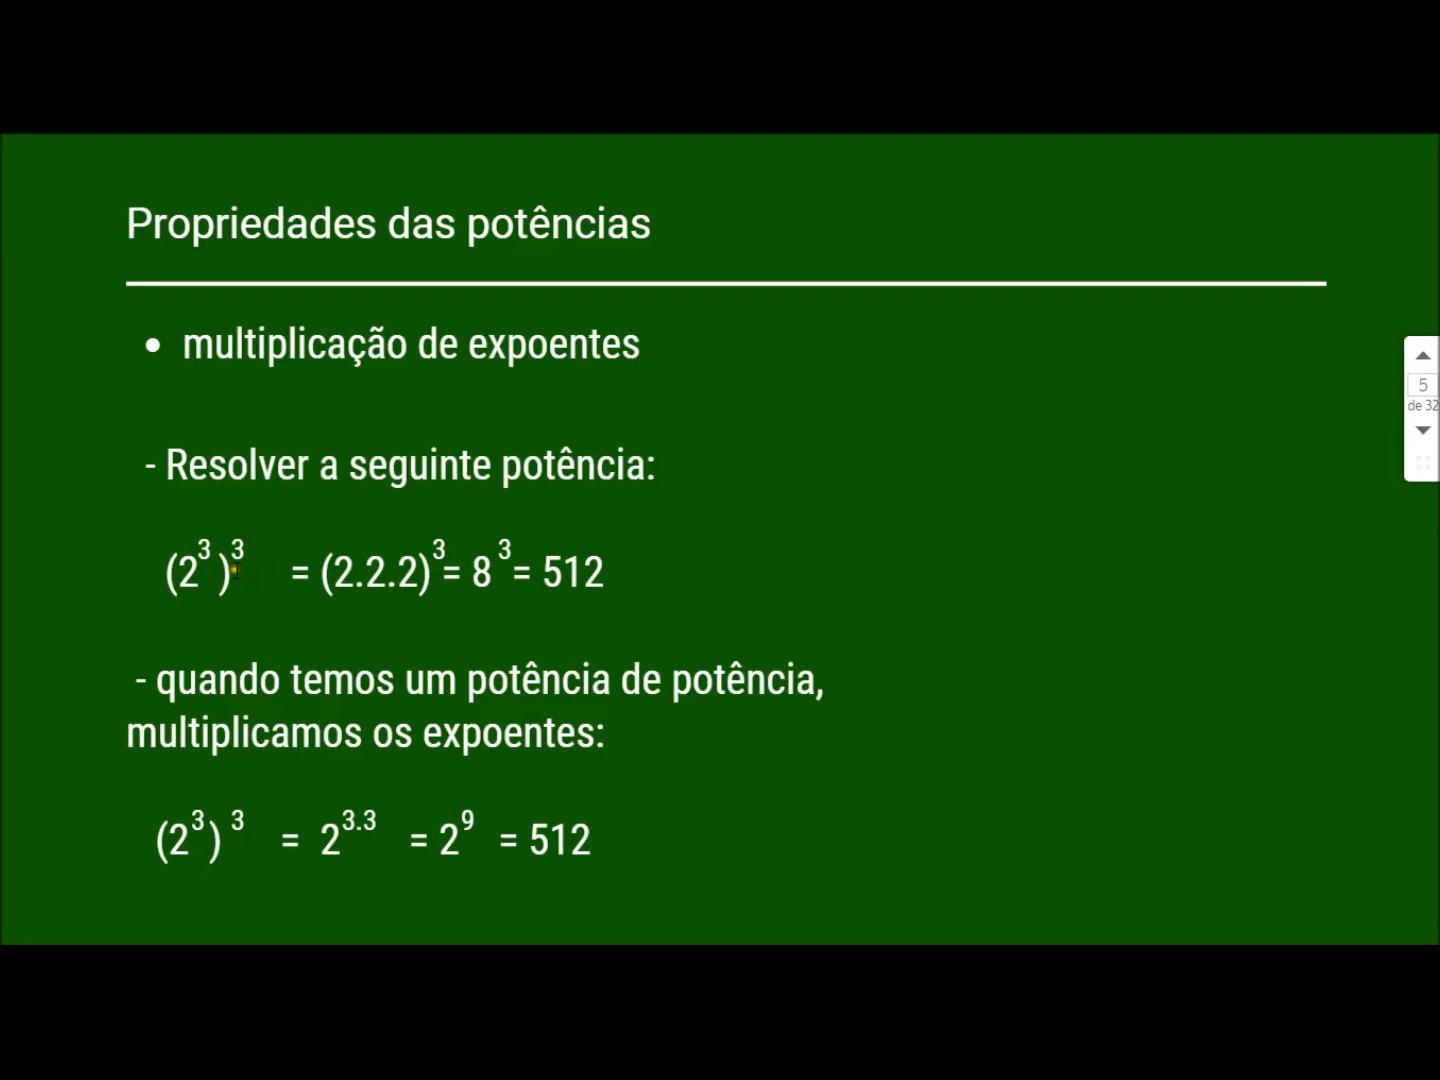 Propriedades das potências
• multiplicação de expoentes
- Resolver a seguinte potência:
(2³)³ = (2.2.2)³ = 8³ = 512
- quando temos um potência de potência,
multiplicamos os expoentes:
(2³)³ = 2³·³ = 2⁹ = 512
5
de 32